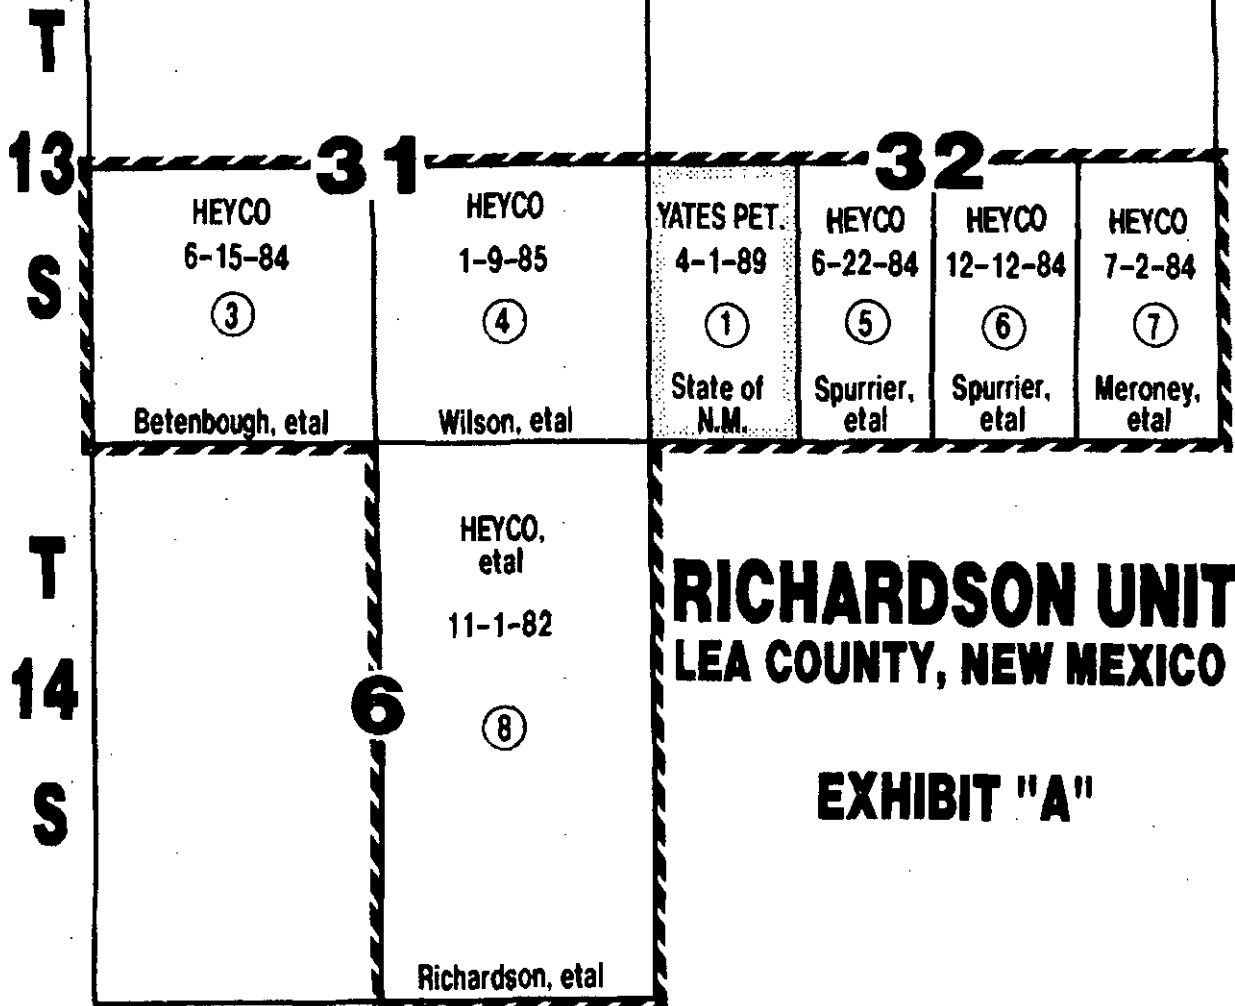 T
13
S
31
32
HEYCO
6-15-84
3
Betenbough, etal
HEYCO
1-9-85
4
Wilson, etal
YATES PET.
4-1-89
1
State of
N.M.
HEYCO
6-22-84
5
Spurrier,
etal
HEYCO
12-12-84
6
Spurrier,
etal
HEYCO
7-2-84
7
Meroney,
etal
T
14
S
6
HEYCO,
etal
11-1-82
8
Richardson, etal
RICHARDSON UNIT
LEA COUNTY, NEW MEXICO
EXHIBIT "A"